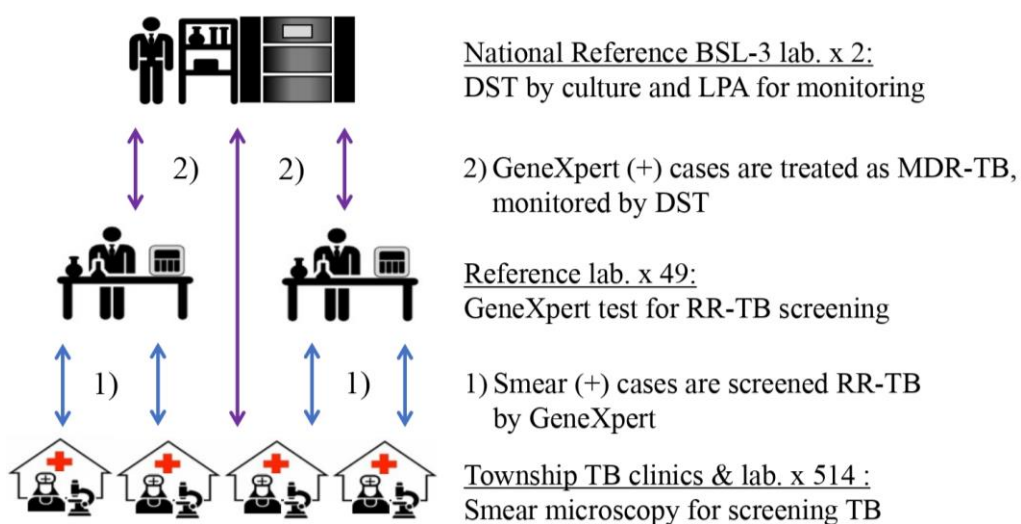 National Reference BSL-3 lab. x 2:
DST by culture and LPA for monitoring
2)
2)
2) GeneXpert (+) cases are treated as MDR-TB,
monitored by DST
Reference lab. x 49:
GeneXpert test for RR-TB screening
1)
1)
1) Smear (+) cases are screened RR-TB
by GeneXpert
Township TB clinics & lab. x 514 :
Smear microscopy for screening TB